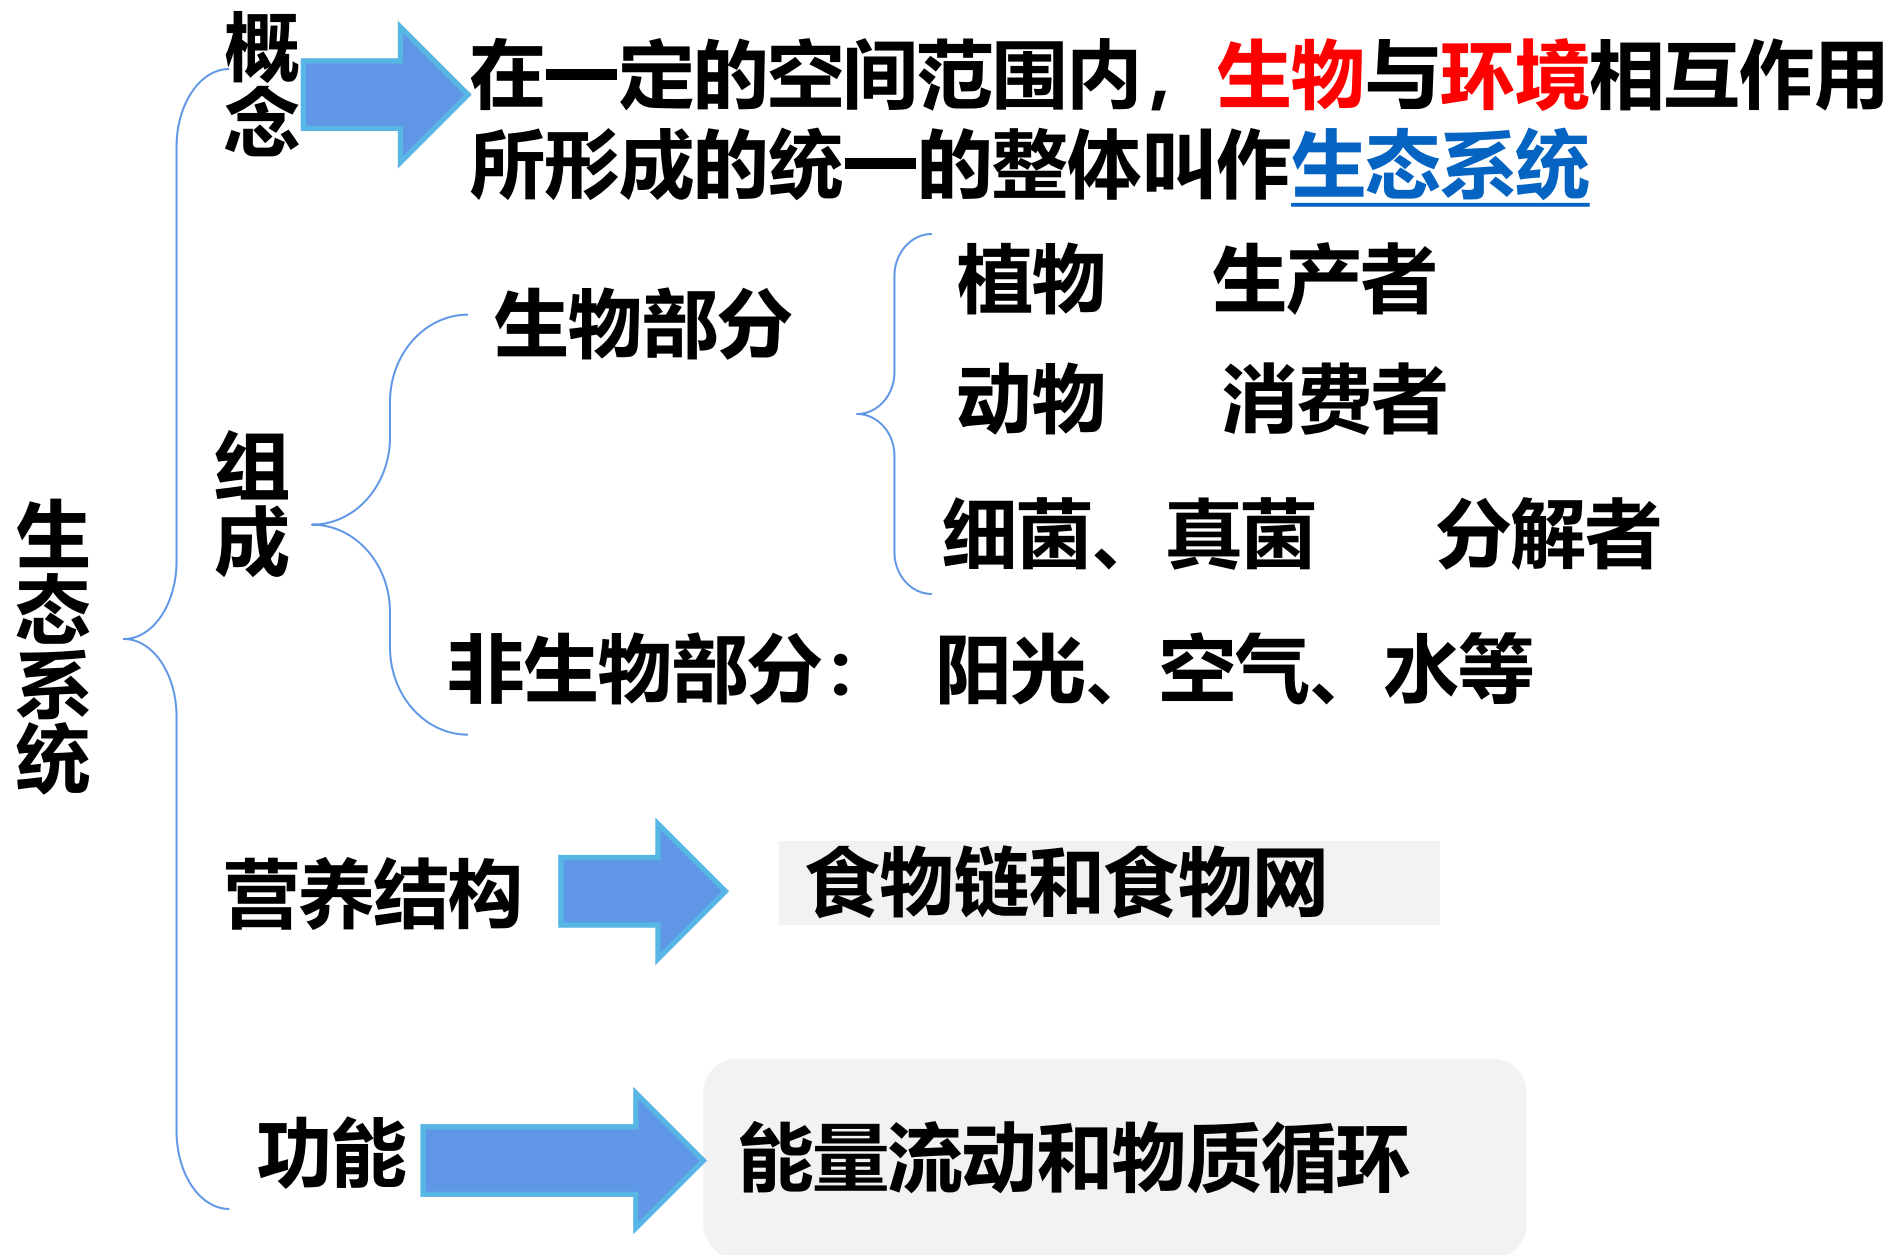 生态系统
概念
在一定的空间范围内，生物与环境相互作用
所形成的统一的整体叫作生态系统
组成
生物部分
植物 生产者
动物 消费者
细菌、真菌 分解者
非生物部分： 阳光、空气、水等
营养结构
食物链和食物网
功能
能量流动和物质循环